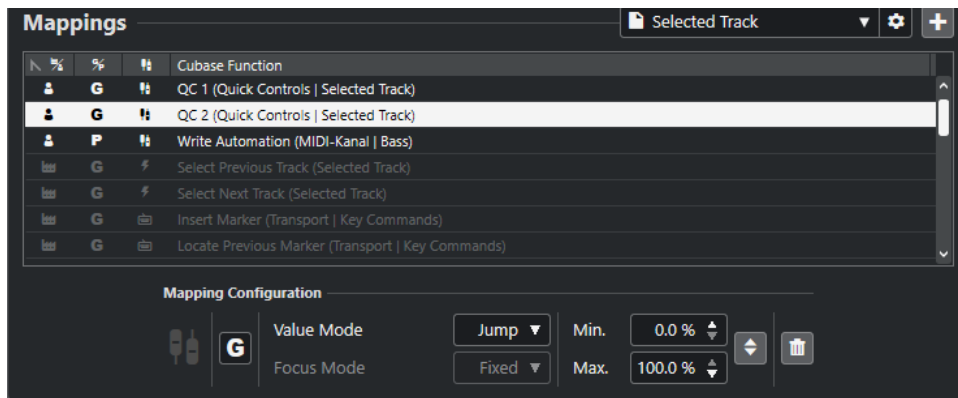 Mappings Selected Track
Cubase Function
G QC 1 (Quick Controls | Selected Track)
G QC 2 (Quick Controls | Selected Track)
P Write Automation (MIDI-Kanal | Bass)
G Select Previous Track (Selected Track)
G Select Next Track (Selected Track)
G Insert Marker (Transport | Key Commands)
G Locate Previous Marker (Transport | Key Commands)
Mapping Configuration
G
Value Mode Jump Min. 0.0 %
Focus Mode Fixed Max. 100.0 %